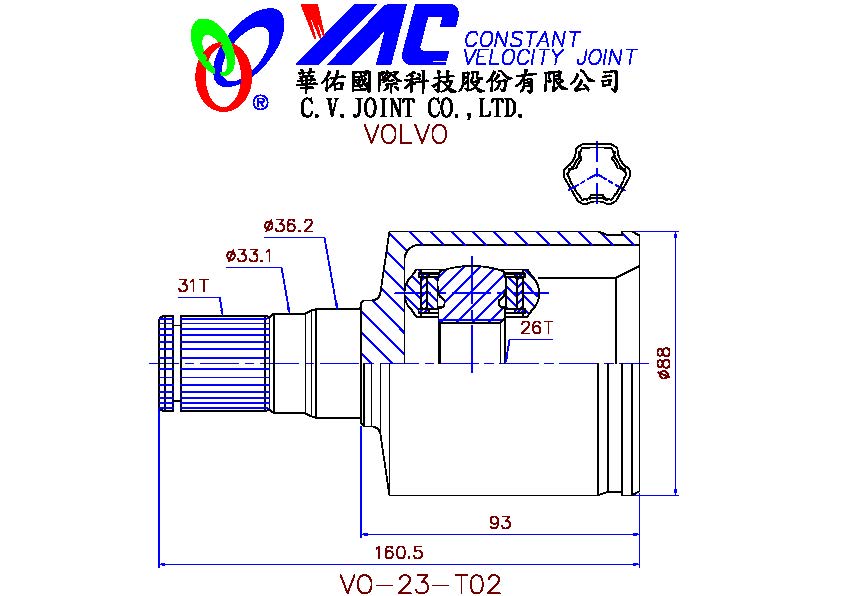 YAC CONSTANT
VELOCITY JOINT
®
華佑國際科技股份有限公司
C.V.JOINT CO.,LTD.
VOLVO
ø36.2
ø33.1
31T
26T
ø88
93
160.5
VO-23-T02